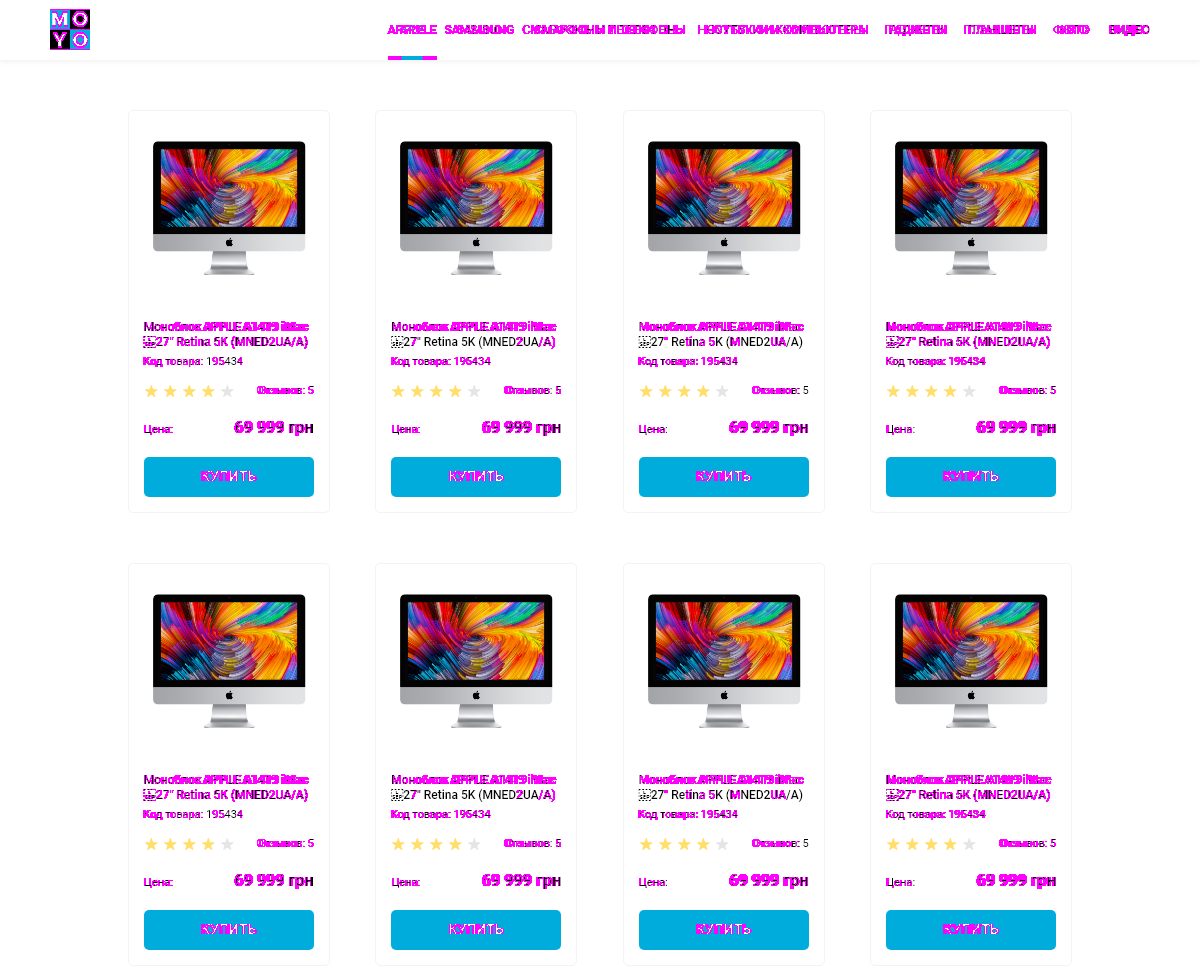 MOYO
APPLE SAMSUNG СМАРТФОНЫ И ТЕЛЕФОНЫ НОУТБУКИ И КОМПЬЮТЕРЫ ГАДЖЕТЫ ПЛАНШЕТЫ ФОТО ВИДЕО
Моноблок APPLE A1419 iMac
27" Retina 5K (MNED2UA/A)
Код товара: 195434
Отзывов: 5
Цена: 69 999 грн
КУПИТЬ
Моноблок APPLE A1419 iMac
27" Retina 5K (MNED2UA/A)
Код товара: 195434
Отзывов: 5
Цена: 69 999 грн
КУПИТЬ
Моноблок APPLE A1419 iMac
27" Retina 5K (MNED2UA/A)
Код товара: 195434
Отзывов: 5
Цена: 69 999 грн
КУПИТЬ
Моноблок APPLE A1419 iMac
27" Retina 5K (MNED2UA/A)
Код товара: 195434
Отзывов: 5
Цена: 69 999 грн
КУПИТЬ
Моноблок APPLE A1419 iMac
27" Retina 5K (MNED2UA/A)
Код товара: 195434
Отзывов: 5
Цена: 69 999 грн
КУПИТЬ
Моноблок APPLE A1419 iMac
27" Retina 5K (MNED2UA/A)
Код товара: 195434
Отзывов: 5
Цена: 69 999 грн
КУПИТЬ
Моноблок APPLE A1419 iMac
27" Retina 5K (MNED2UA/A)
Код товара: 195434
Отзывов: 5
Цена: 69 999 грн
КУПИТЬ
Моноблок APPLE A1419 iMac
27" Retina 5K (MNED2UA/A)
Код товара: 195434
Отзывов: 5
Цена: 69 999 грн
КУПИТЬ